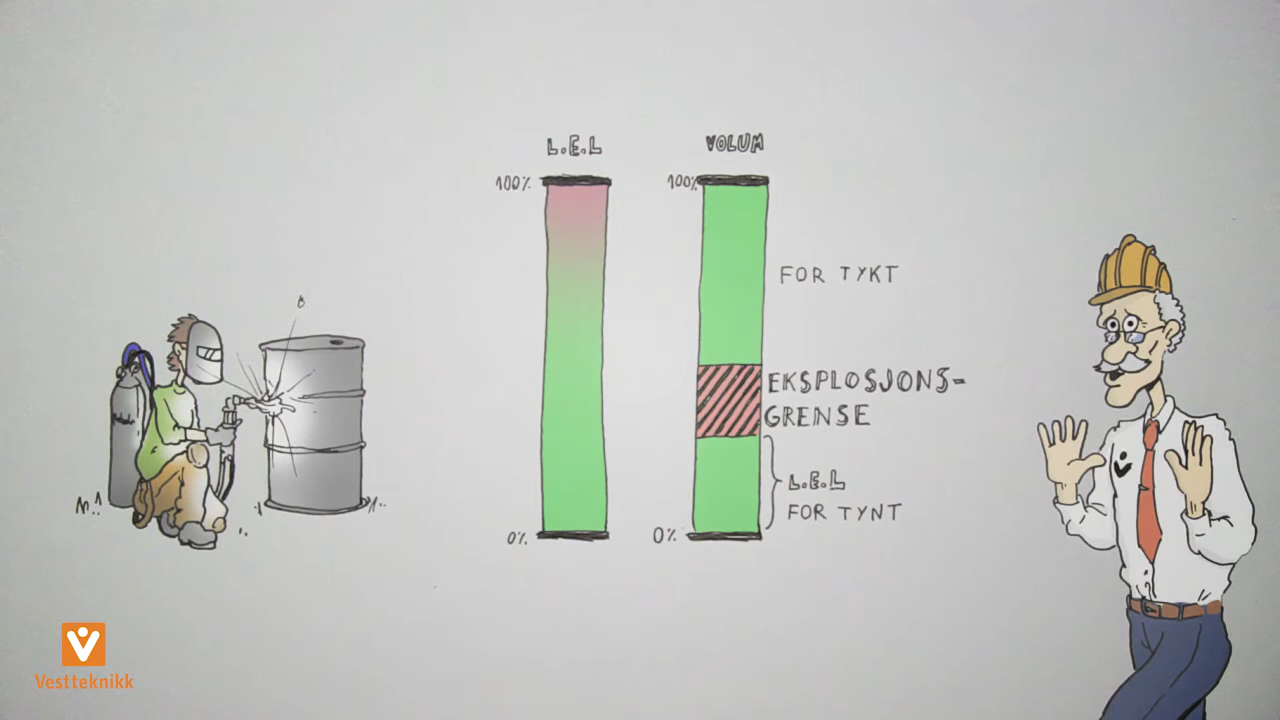 L.E.L
VOLUM
100%
100%
FOR TYKT
EKSPLOSJONS-
GRENSE
L.E.L
FOR TYNT
0%
0%
Vestteknikk